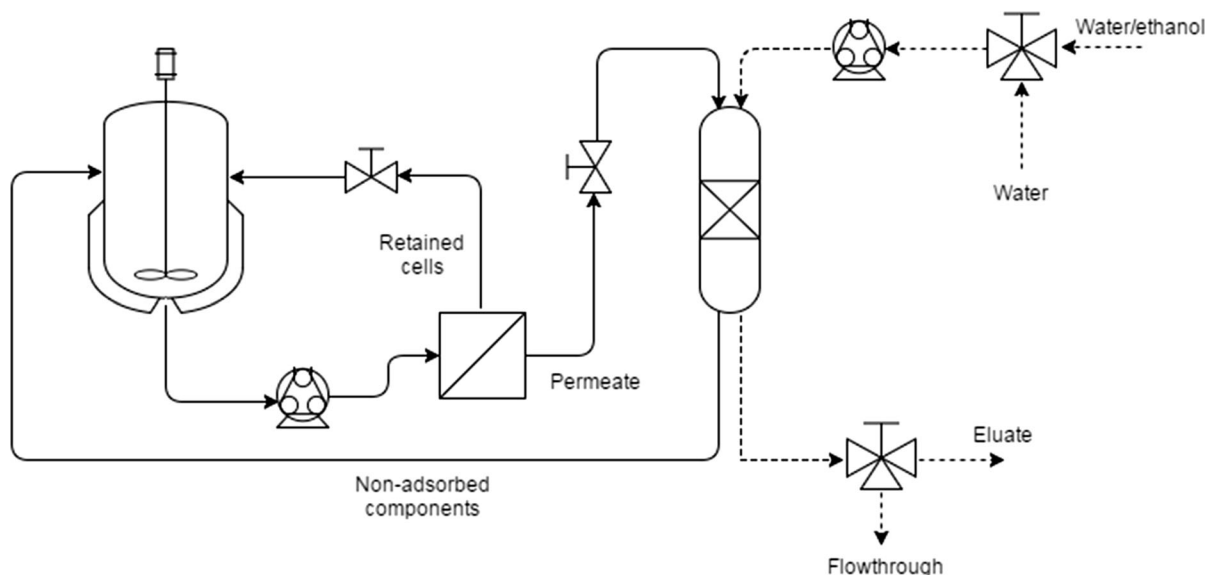 Water/ethanol
Water
Retained
cells
Permeate
Eluate
Non-adsorbed
components
Flowthrough